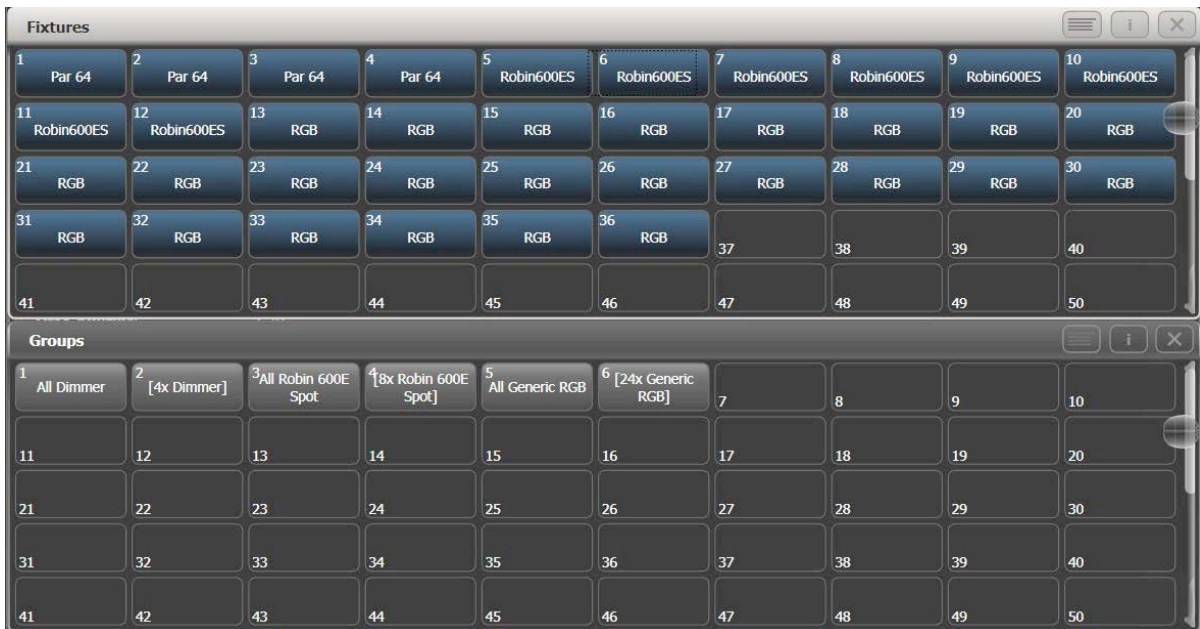 Fixtures
i
1 2 3 4 5 6 7 8 9 10
Par 64 Par 64 Par 64 Par 64 Robin600ES Robin600ES Robin600ES Robin600ES Robin600ES Robin600ES
11 12 13 14 15 16 17 18 19 20
Robin600ES Robin600ES RGB RGB RGB RGB RGB RGB RGB RGB
21 22 23 24 25 26 27 28 29 30
RGB RGB RGB RGB RGB RGB RGB RGB RGB RGB
31 32 33 34 35 36
RGB RGB RGB RGB RGB RGB
37 38 39 40
41 42 43 44 45 46 47 48 49 50
Groups
i
1 2 3 4 5 6
All Dimmer [4x Dimmer] All Robin 600E [8x Robin 600E All Generic RGB [24x Generic
Spot Spot] RGB]
7 8 9 10
11 12 13 14 15 16 17 18 19 20
21 22 23 24 25 26 27 28 29 30
31 32 33 34 35 36 37 38 39 40
41 42 43 44 45 46 47 48 49 50